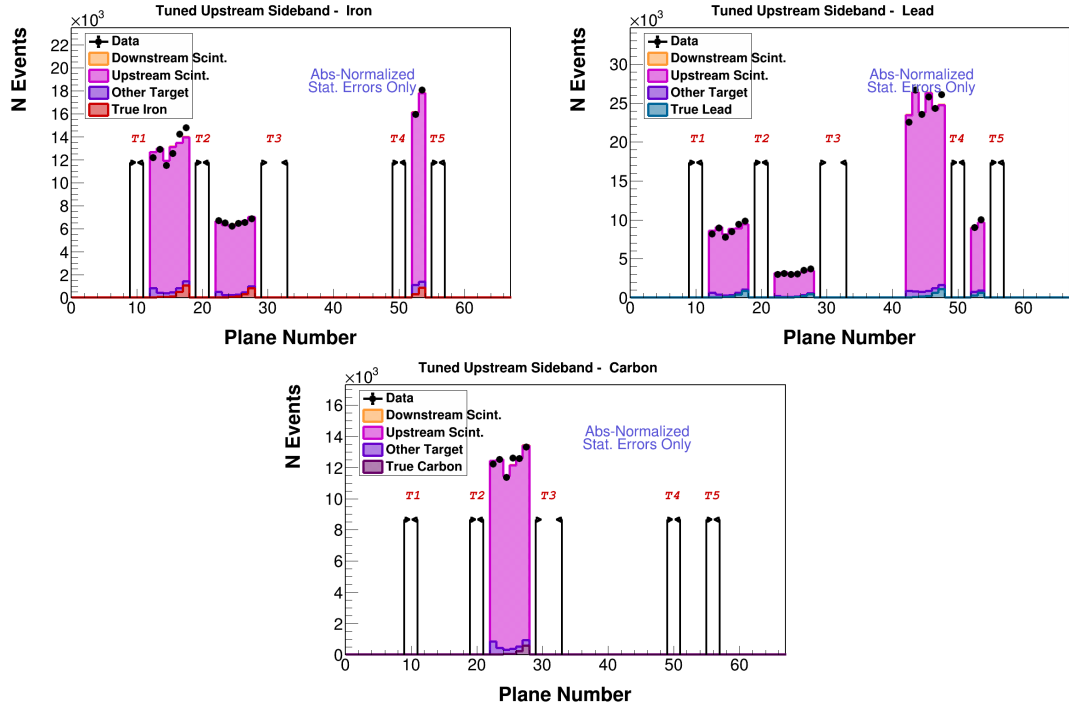 Tuned Upstream Sideband - Iron
×10³
N Events
22
20
18
16
14
12
10
8
6
4
2
0
Data
Downstream Scint.
Upstream Scint.
Other Target
True Iron
Abs-Normalized
Stat. Errors Only
T1
T2
T3
T4
T5
10
20
30
40
50
60
Plane Number
Tuned Upstream Sideband - Lead
×10³
N Events
30
25
20
15
10
5
0
Data
Downstream Scint.
Upstream Scint.
Other Target
True Lead
Abs-Normalized
Stat. Errors Only
T1
T2
T3
T4
T5
0
10
20
30
40
50
60
Plane Number
Tuned Upstream Sideband - Carbon
×10³
N Events
16
14
12
10
8
6
4
2
0
Data
Downstream Scint.
Upstream Scint.
Other Target
True Carbon
Abs-Normalized
Stat. Errors Only
T1
T2
T3
T4
T5
0
10
20
30
40
50
60
Plane Number